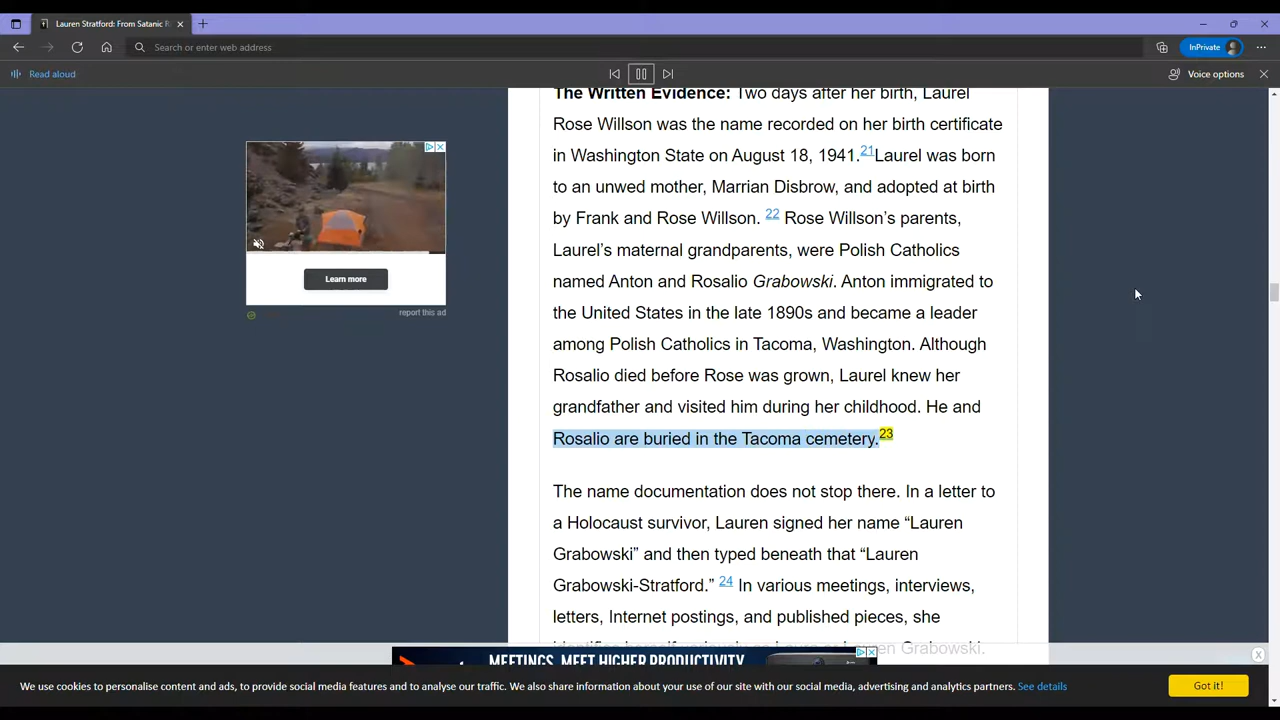 Lauren Stratford: From Satanic R
Search or enter web address
InPrivate
Read aloud
Voice options
The Written Evidence: Two days after her birth, Laurel
Rose Willson was the name recorded on her birth certificate
in Washington State on August 18, 1941.21 Laurel was born
to an unwed mother, Marrian Disbrow, and adopted at birth
by Frank and Rose Willson. 22 Rose Willson’s parents,
Laurel’s maternal grandparents, were Polish Catholics
named Anton and Rosalio Grabowski. Anton immigrated to
the United States in the late 1890s and became a leader
among Polish Catholics in Tacoma, Washington. Although
Rosalio died before Rose was grown, Laurel knew her
grandfather and visited him during her childhood. He and
Rosalio are buried in the Tacoma cemetery.23
Learn more
report this ad
The name documentation does not stop there. In a letter to
a Holocaust survivor, Lauren signed her name “Lauren
Grabowski” and then typed beneath that “Lauren
Grabowski-Stratford.” 24 In various meetings, interviews,
letters, Internet postings, and published pieces, she
Grabowski.
MEETINGS, MEET HIGHER PRODUCTIVITY
We use cookies to personalise content and ads, to provide social media features and to analyse our traffic. We also share information about your use of our site with our social media, advertising and analytics partners. See details
Got it!